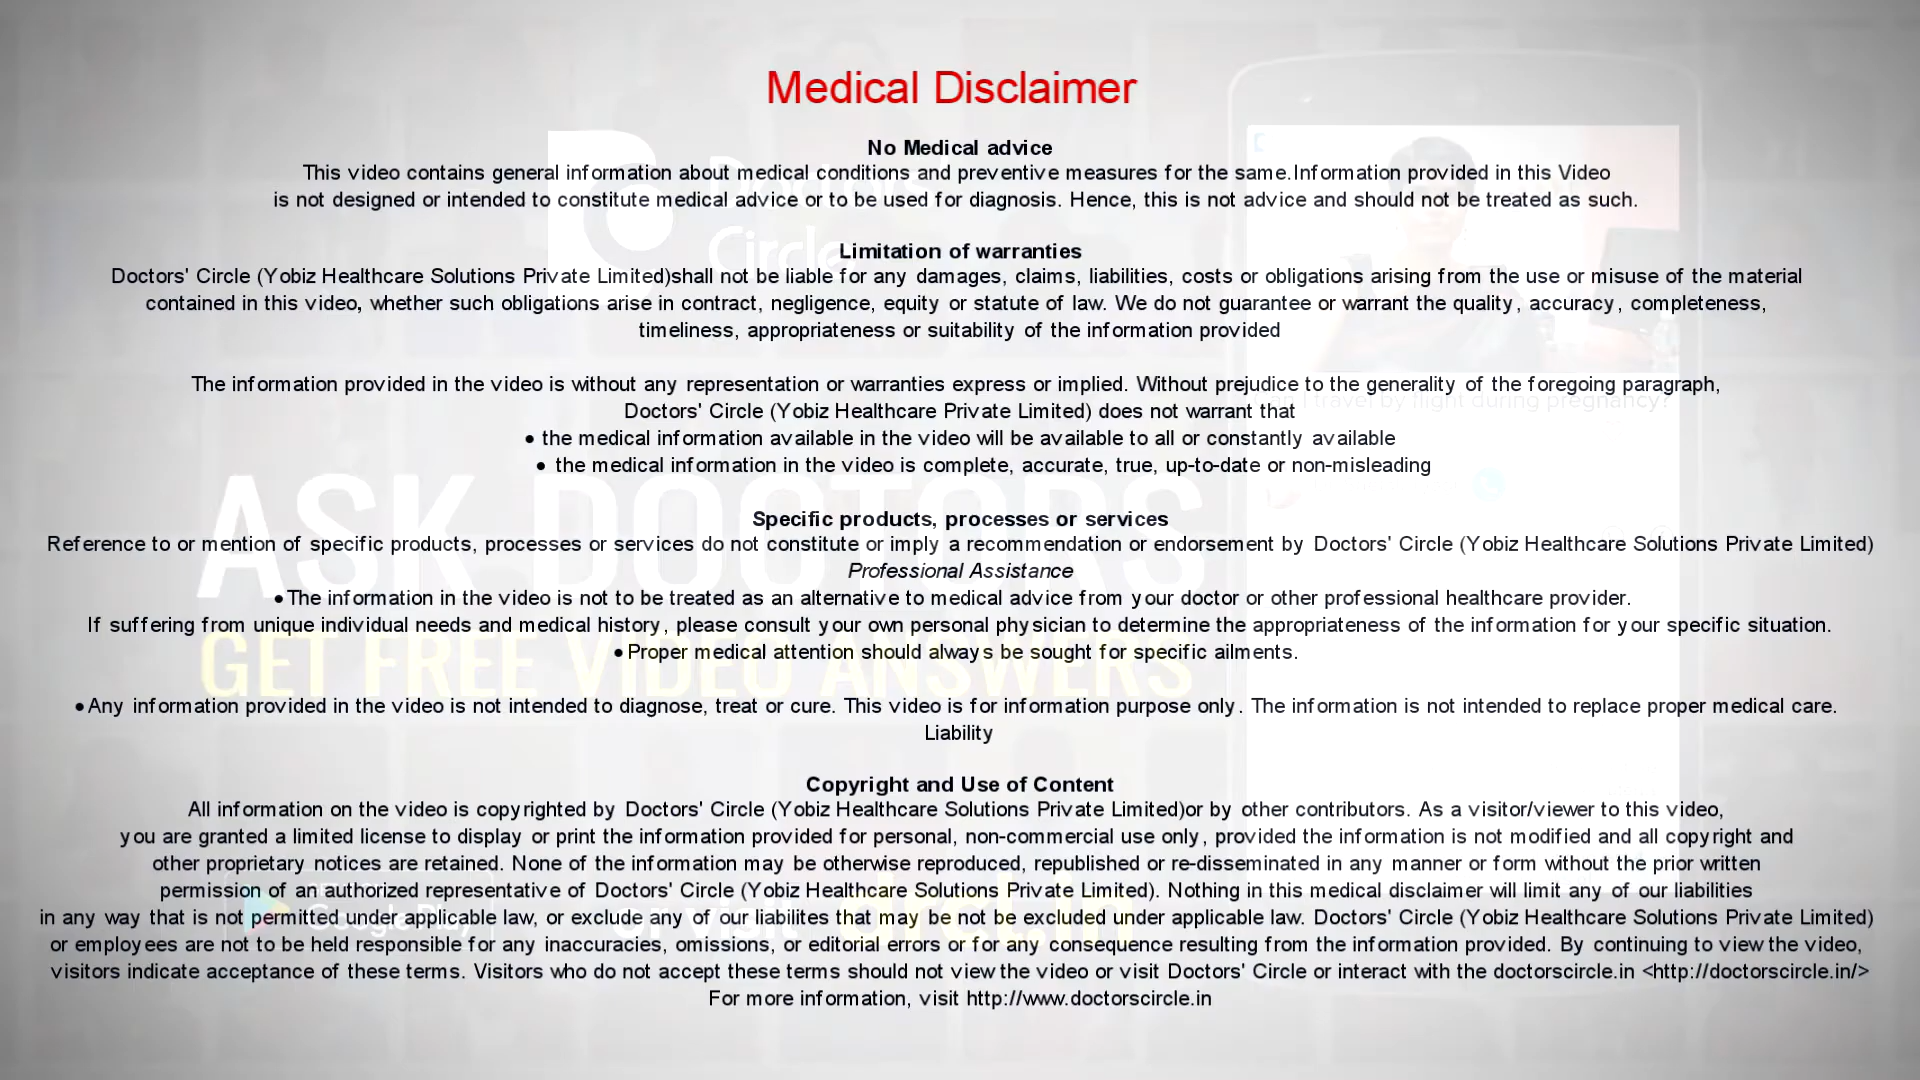 Medical Disclaimer
No Medical advice
This video contains general information about medical conditions and preventive measures for the same.Information provided in this Video
is not designed or intended to constitute medical advice or to be used for diagnosis. Hence, this is not advice and should not be treated as such.
Doctors'
Circle
Limitation of warranties
Doctors' Circle (Yobiz Healthcare Solutions Private Limited)shall not be liable for any damages, claims, liabilities, costs or obligations arising from the use or misuse of the material
contained in this video, whether such obligations arise in contract, negligence, equity or statute of law. We do not guarantee or warrant the quality, accuracy, completeness,
timeliness, appropriateness or suitability of the information provided
The information provided in the video is without any representation or warranties express or implied. Without prejudice to the generality of the foregoing paragraph,
Can I travel by flight during pregnancy?
Doctors' Circle (Yobiz Healthcare Private Limited) does not warrant that
• the medical information available in the video will be available to all or constantly available
• the medical information in the video is complete, accurate, true, up-to-date or non-misleading
ASK DOCTORS
Specific products, processes or services
Reference to or mention of specific products, processes or services do not constitute or imply a recommendation or endorsement by Doctors' Circle (Yobiz Healthcare Solutions Private Limited)
Professional Assistance
•The information in the video is not to be treated as an alternative to medical advice from your doctor or other professional healthcare provider.
If suffering from unique individual needs and medical history, please consult your own personal physician to determine the appropriateness of the information for your specific situation.
•Proper medical attention should always be sought for specific ailments.
GET FREE VIDEO ANSWERS
•Any information provided in the video is not intended to diagnose, treat or cure. This video is for information purpose only. The information is not intended to replace proper medical care.
Liability
Copyright and Use of Content
All information on the video is copyrighted by Doctors' Circle (Yobiz Healthcare Solutions Private Limited)or by other contributors. As a visitor/viewer to this video,
you are granted a limited license to display or print the information provided for personal, non-commercial use only, provided the information is not modified and all copyright and
other proprietary notices are retained. None of the information may be otherwise reproduced, republished or re-disseminated in any manner or form without the prior written
permission of an authorized representative of Doctors' Circle (Yobiz Healthcare Solutions Private Limited). Nothing in this medical disclaimer will limit any of our liabilities
in any way that is not permitted under applicable law, or exclude any of our liabilites that may be not be excluded under applicable law. Doctors' Circle (Yobiz Healthcare Solutions Private Limited)
Google Play
or visit drcl.in
or employees are not to be held responsible for any inaccuracies, omissions, or editorial errors or for any consequence resulting from the information provided. By continuing to view the video,
visitors indicate acceptance of these terms. Visitors who do not accept these terms should not view the video or visit Doctors' Circle or interact with the doctorscircle.in <http://doctorscircle.in/>
For more information, visit http://www.doctorscircle.in